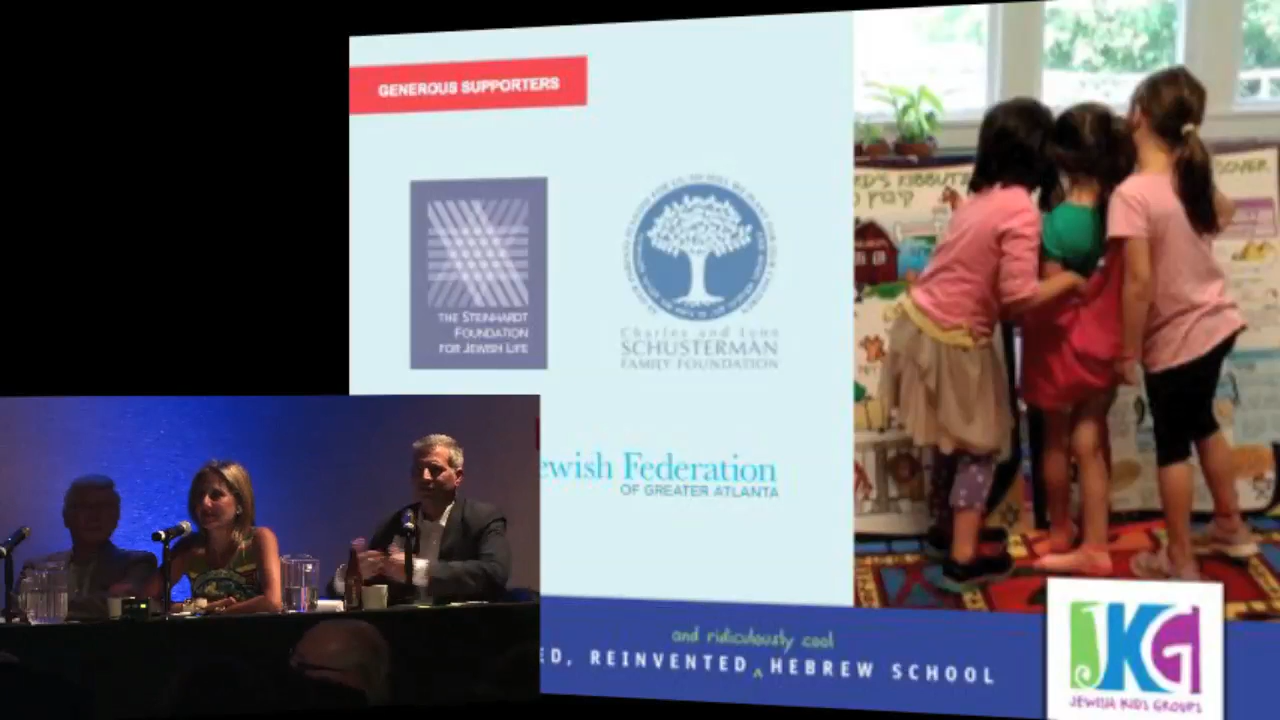 GENEROUS SUPPORTERS
THE STEINHARDT
FOUNDATION
FOR JEWISH LIFE
Charles and Lynn
SCHUSTERMAN
FAMILY FOUNDATION
ewish Federation
OF GREATER ATLANTA
COVER
and ridiculously cool
ED, REINVENTED ^ HEBREW SCHOOL
JKG
JEWISH KIDS GROUPS